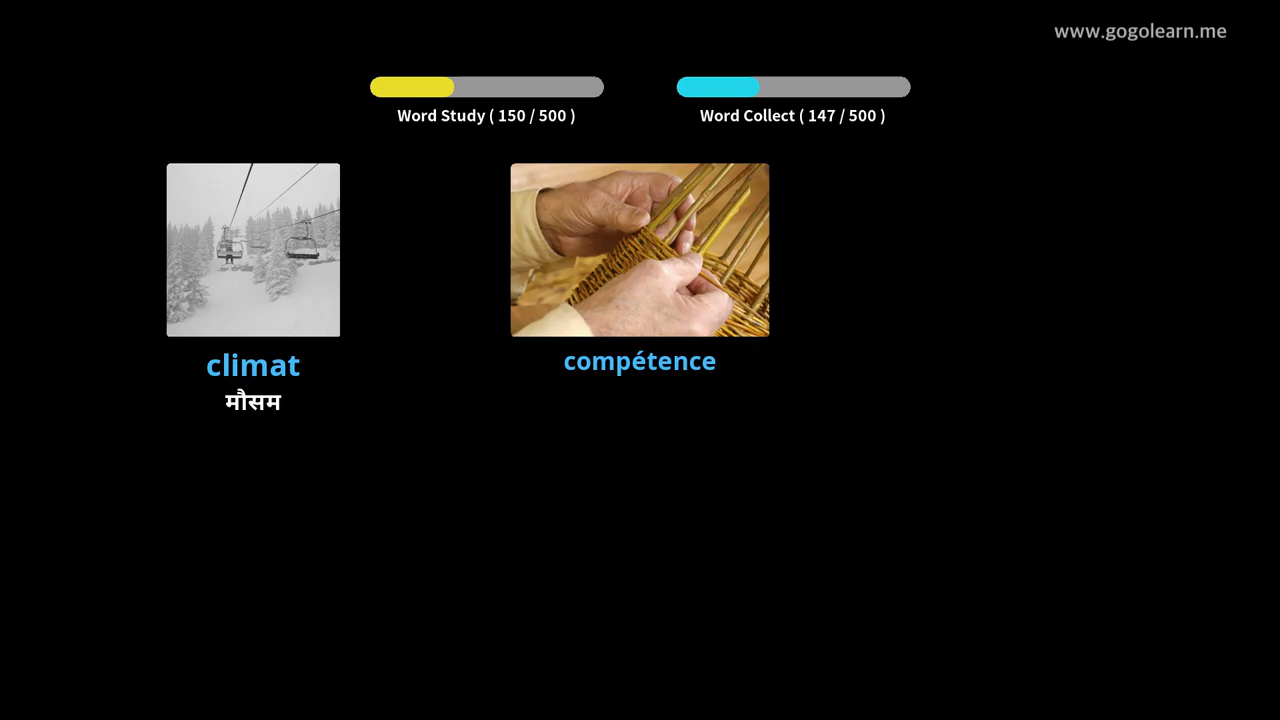 www.gogolearn.me
Word Study ( 150 / 500 )
Word Collect ( 147 / 500 )
climat
मौसम
compétence